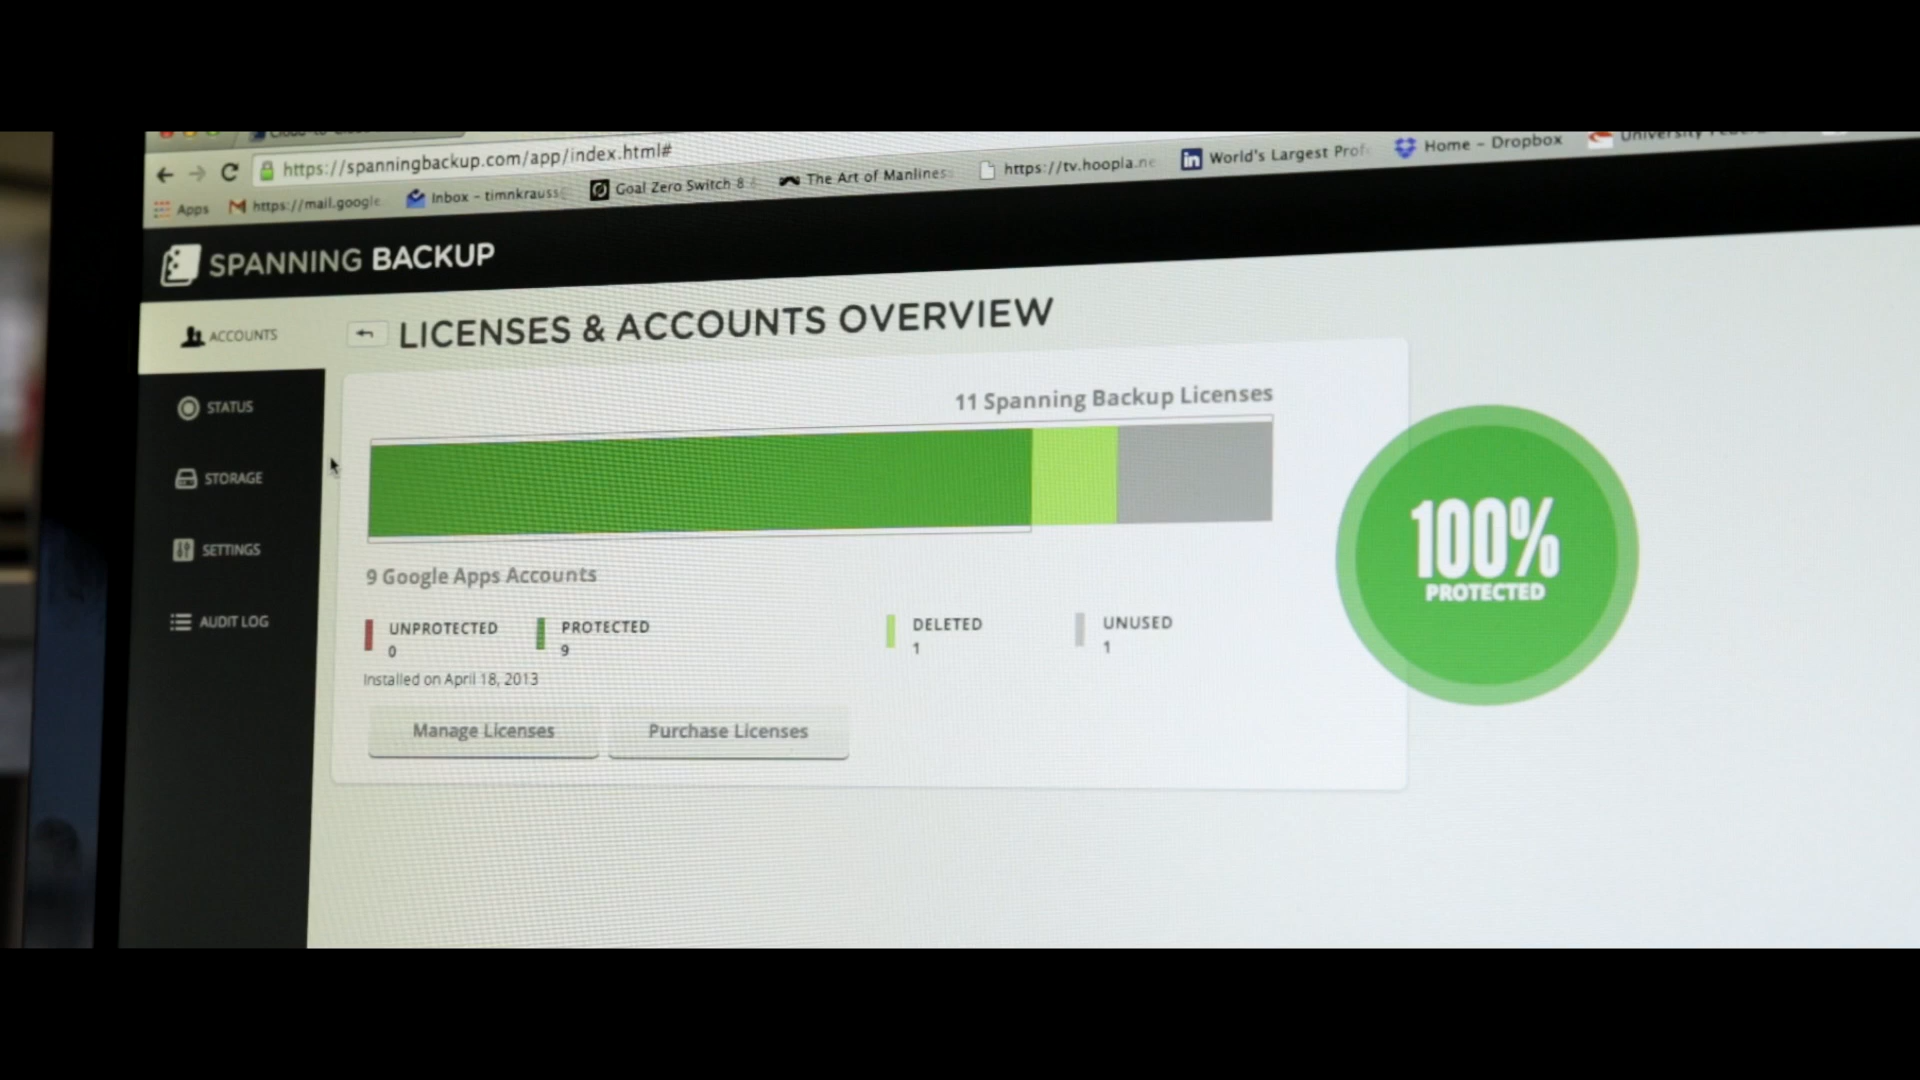 https://spanningbackup.com/app/index.html#
Apps
https://mail.google
Inbox - timnkrauss
Goal Zero Switch 8
The Art of Manliness
https://tv.hoopla.ne
World's Largest Prof
Home - Dropbox
University
SPANNING BACKUP
ACCOUNTS
LICENSES & ACCOUNTS OVERVIEW
STATUS
STORAGE
SETTINGS
AUDIT LOG
11 Spanning Backup Licenses
9 Google Apps Accounts
UNPROTECTED
0
PROTECTED
9
DELETED
1
UNUSED
1
Installed on April 18, 2013
Manage Licenses
Purchase Licenses
100%
PROTECTED